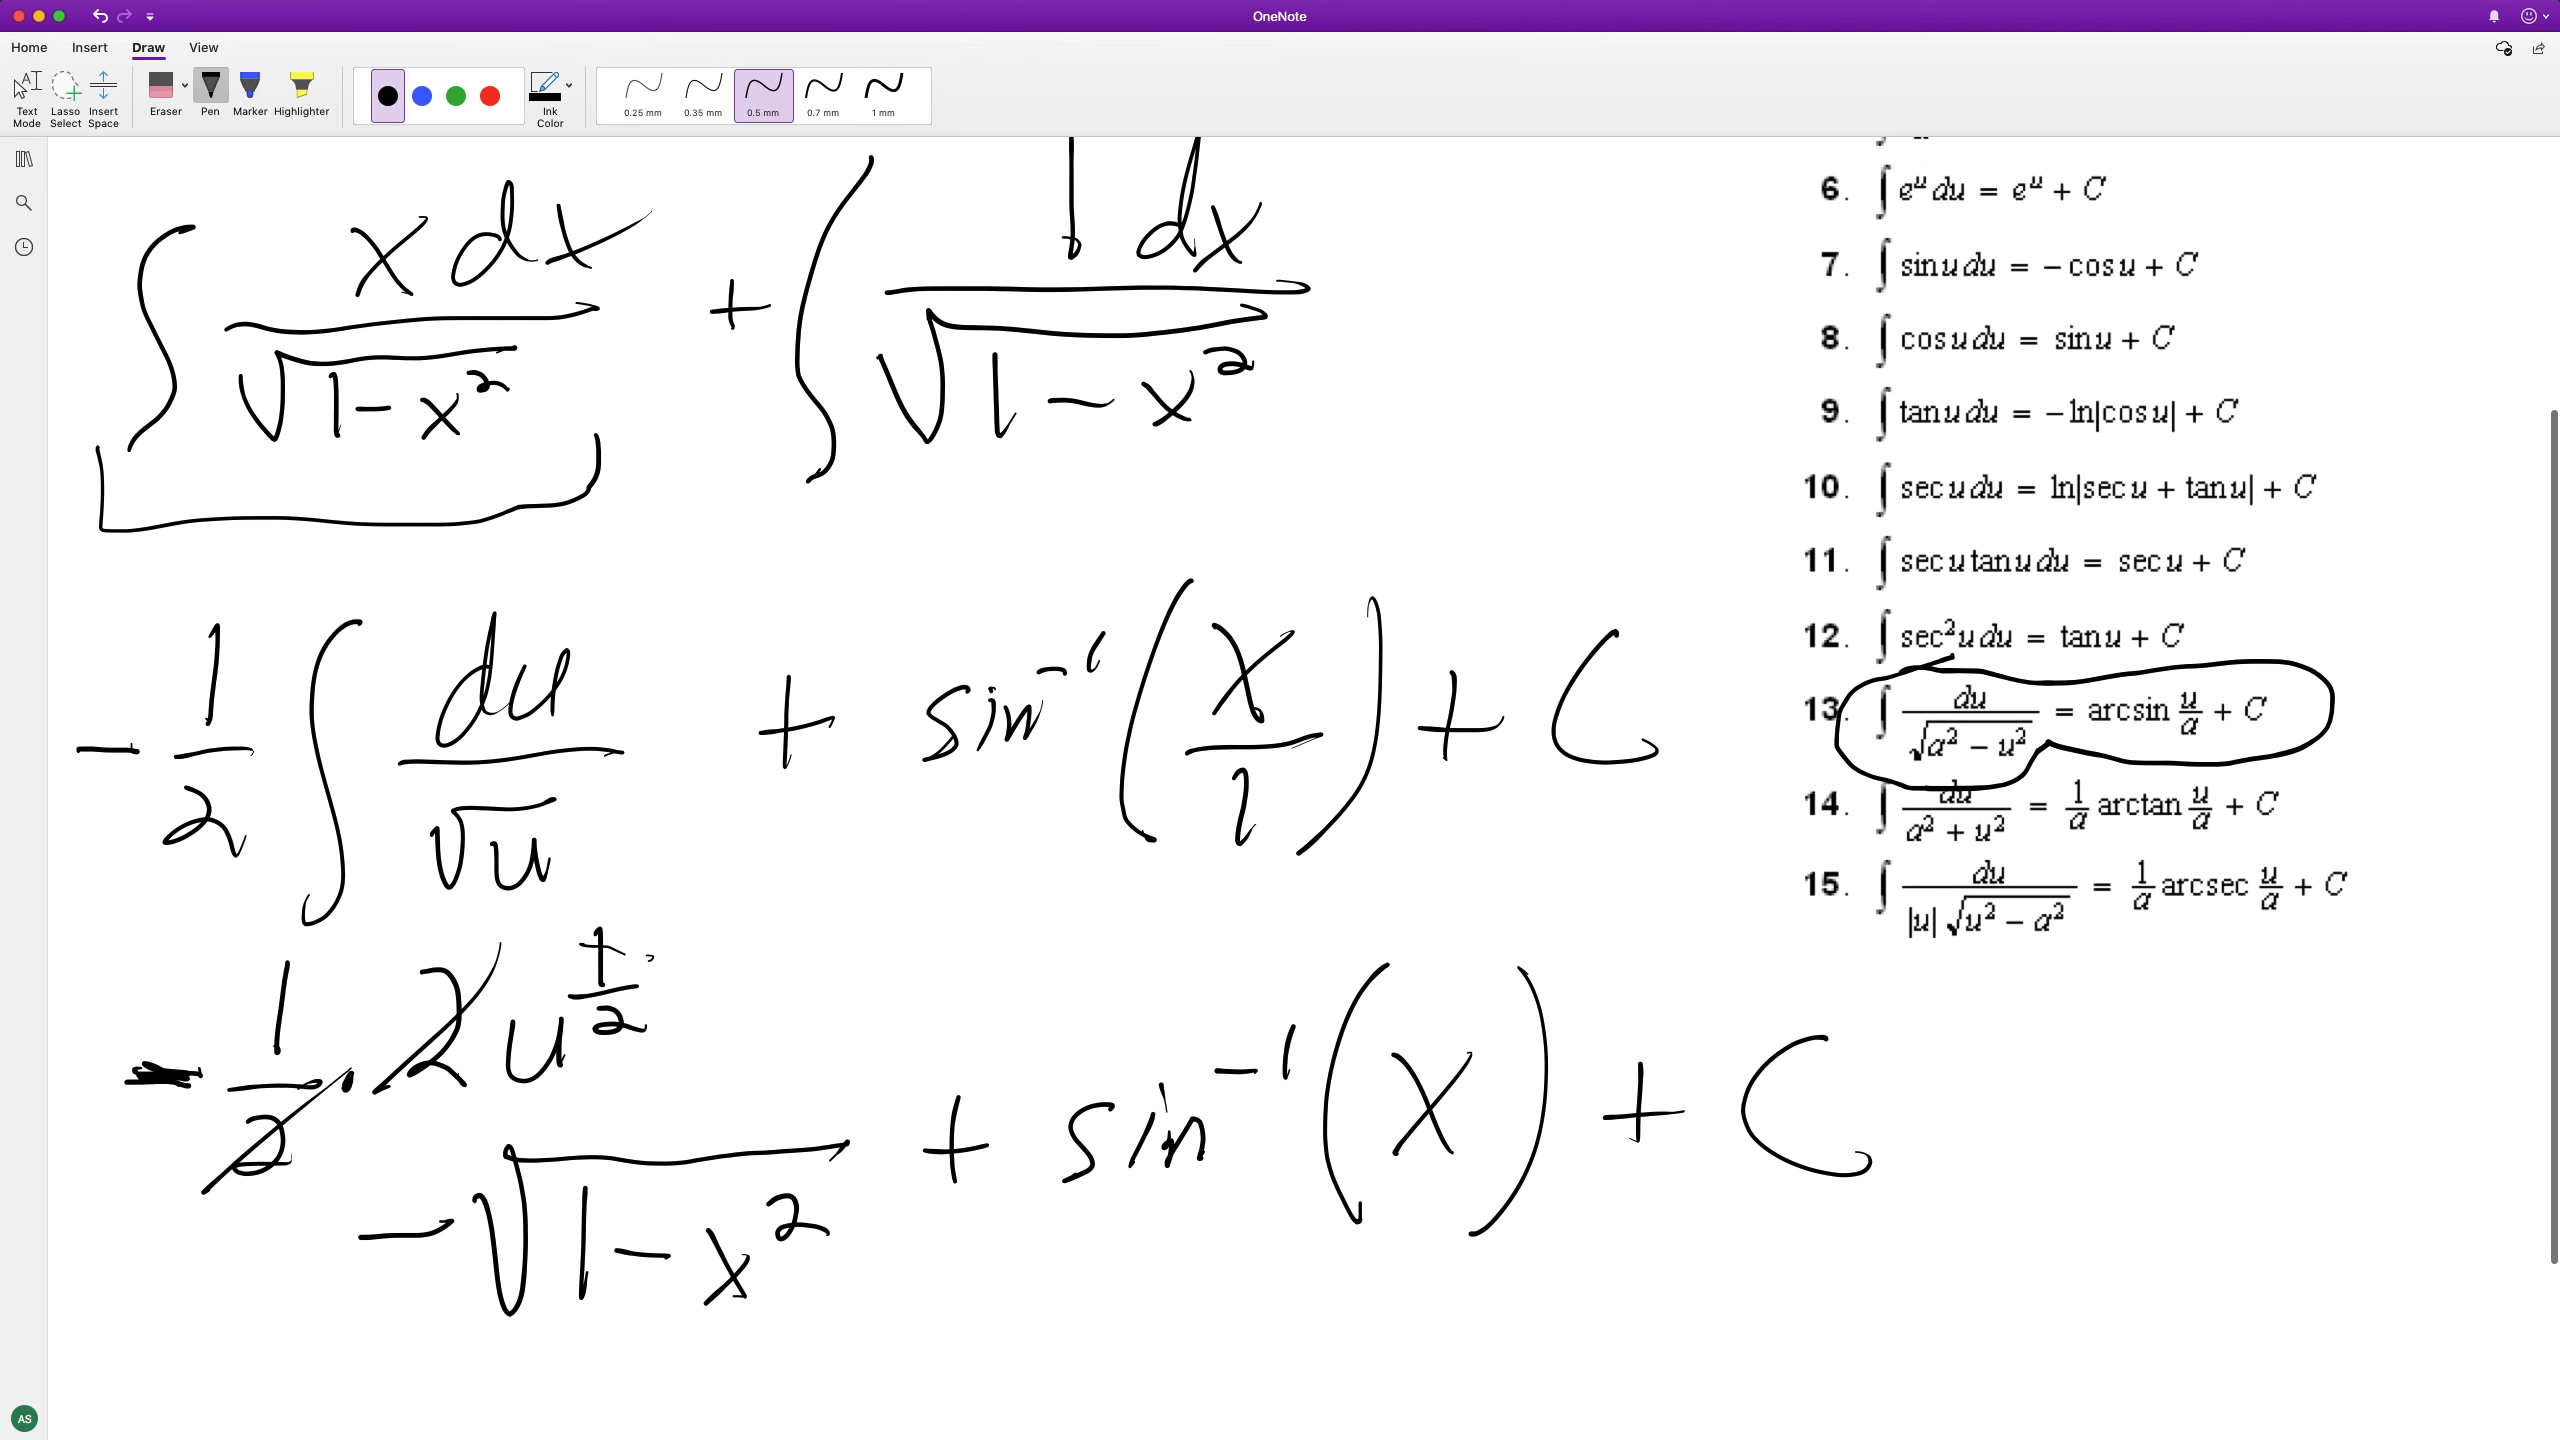 OneNote
Home Insert Draw View
Text Mode Lasso Select Insert Space Eraser Pen Marker Highlighter Ink Color 0.25 mm 0.35 mm 0.5 mm 0.7 mm 1 mm
∫ x dx / √(1 - x²) + ∫ 1 dx / √(1 - x²)
- 1/2 ∫ du / √u + sin⁻¹(x/1) + C
- 1/2 · 2 u^(1/2)
- √(1 - x²) + sin⁻¹(x) + C
6. ∫ eᵘ du = eᵘ + C
7. ∫ sin u du = - cos u + C
8. ∫ cos u du = sin u + C
9. ∫ tan u du = - ln|cos u| + C
10. ∫ sec u du = ln|sec u + tan u| + C
11. ∫ sec u tan u du = sec u + C
12. ∫ sec² u du = tan u + C
13. ∫ du / √(a² - u²) = arcsin u/a + C
14. ∫ du / (a² + u²) = 1/a arctan u/a + C
15. ∫ du / (|u| √(u² - a²)) = 1/a arcsec u/a + C
AS